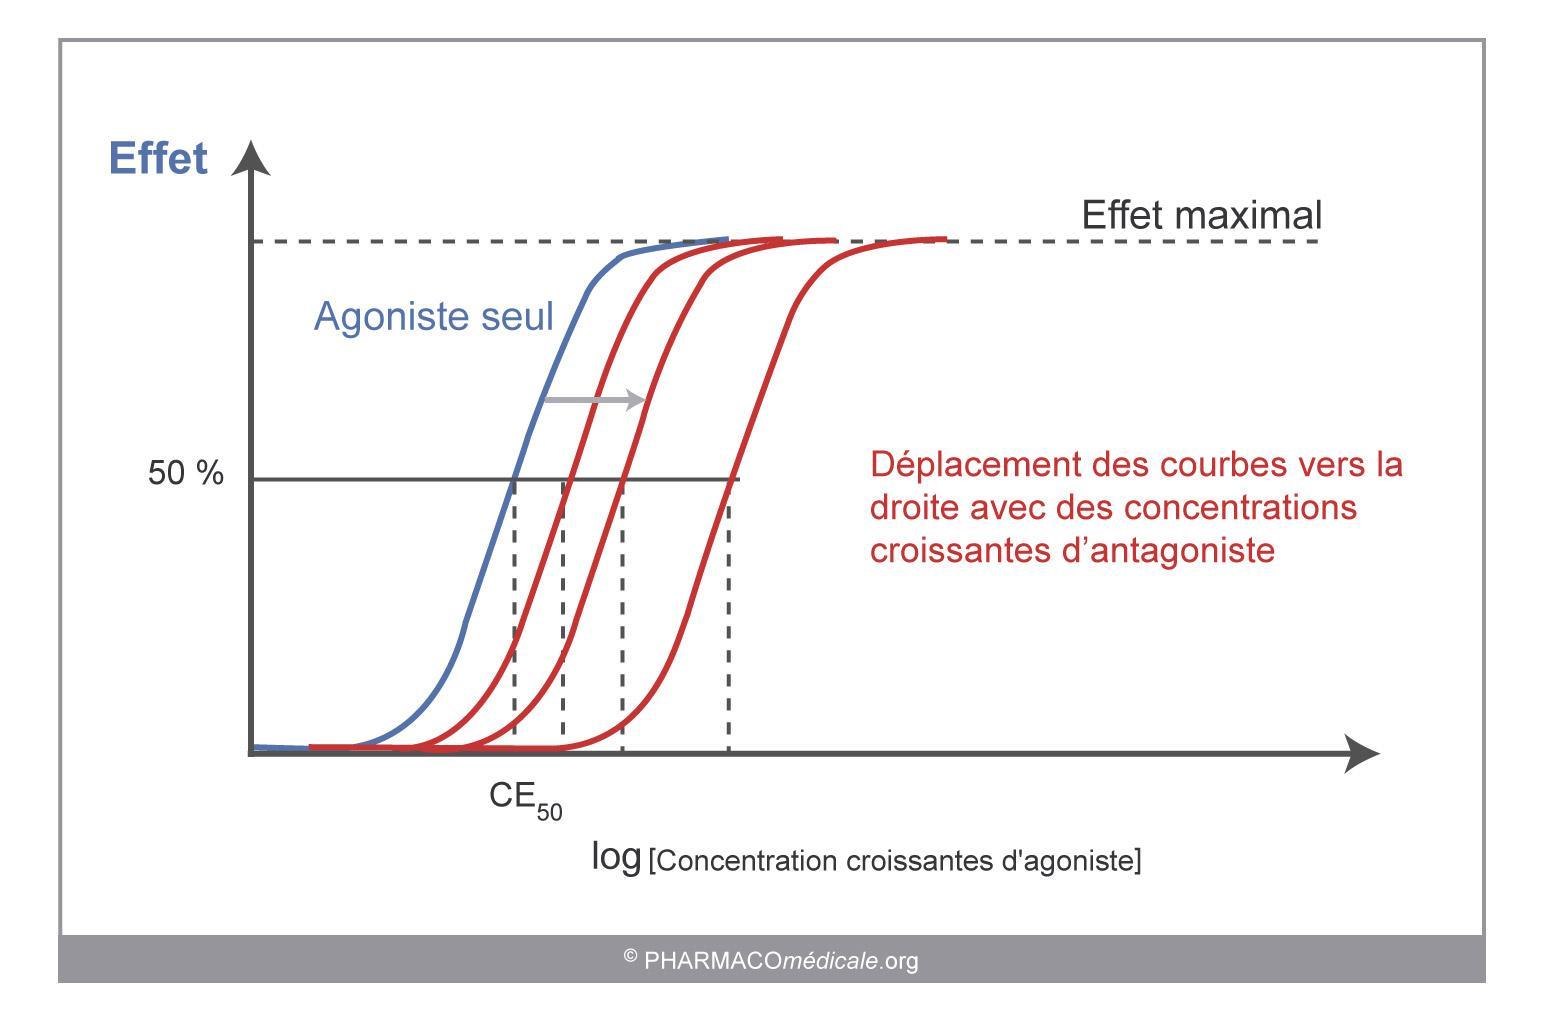 Effet
Effet maximal
Agoniste seul
50 %
Déplacement des courbes vers la
droite avec des concentrations
croissantes d’antagoniste
CE50
log [Concentration croissantes d'agoniste]
© PHARMACOmédicale.org